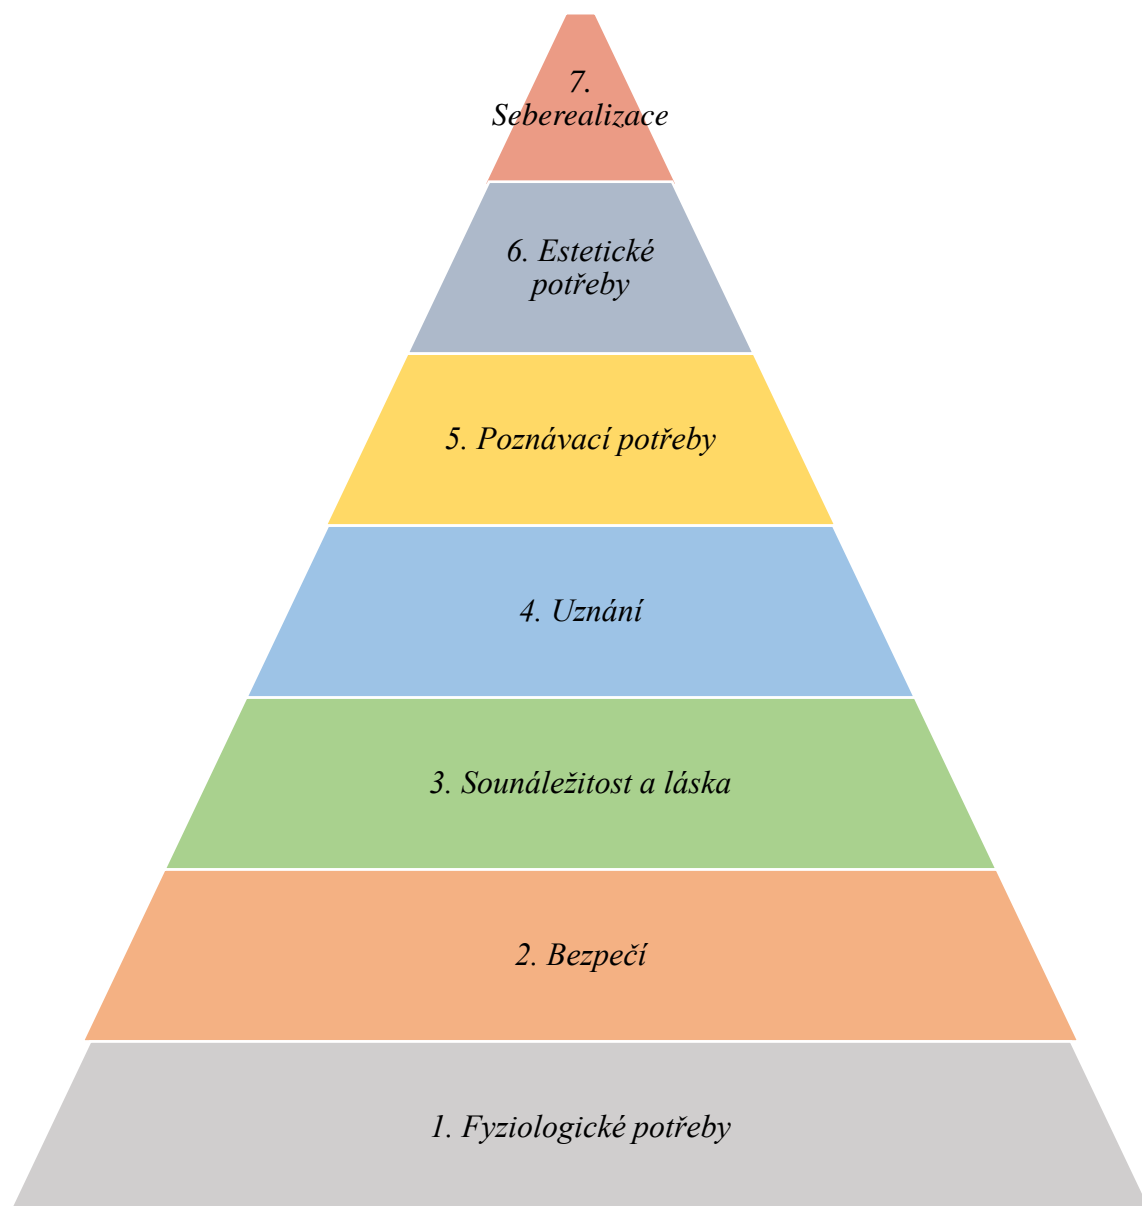 7.
Seberealizace
6. Estetické
potřeby
5. Poznávací potřeby
4. Uznání
3. Sounáležitost a láska
2. Bezpečí
1. Fyziologické potřeby